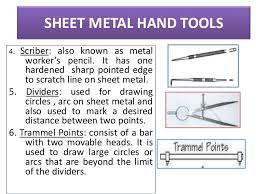 SHEET METAL HAND TOOLS
4. Scriber: also known as metal
worker's pencil. It has one
hardened sharp pointed edge
to scratch line on sheet metal.
5. Dividers: used for drawing
circles , arc on sheet metal and
also used to mark a desired
distance between two points.
6. Trammel Points: consist of a bar
with two movable heads. It is
used to draw large circles or
arcs that are beyond the limit
of the dividers.
Trammel Points